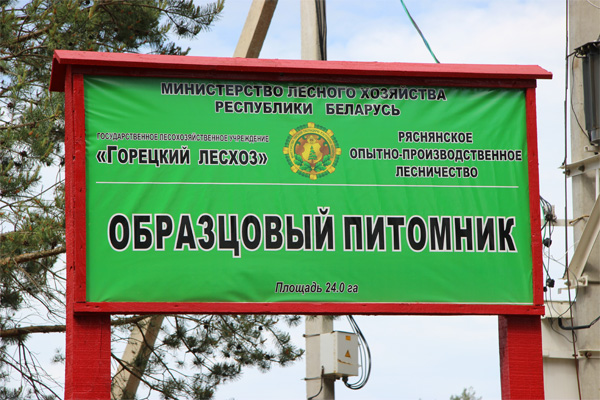 МИНИСТЕРСТВО ЛЕСНОГО ХОЗЯЙСТВА
РЕСПУБЛИКИ БЕЛАРУСЬ
ГОСУДАРСТВЕННОЕ ЛЕСОХОЗЯЙСТВЕННОЕ УЧРЕЖДЕНИЕ
«ГОРЕЦКИЙ ЛЕСХОЗ»
РЯСНЯНСКОЕ
ОПЫТНО-ПРОИЗВОДСТВЕННОЕ
ЛЕСНИЧЕСТВО
ОБРАЗЦОВЫЙ ПИТОМНИК
Площадь 24.0 га